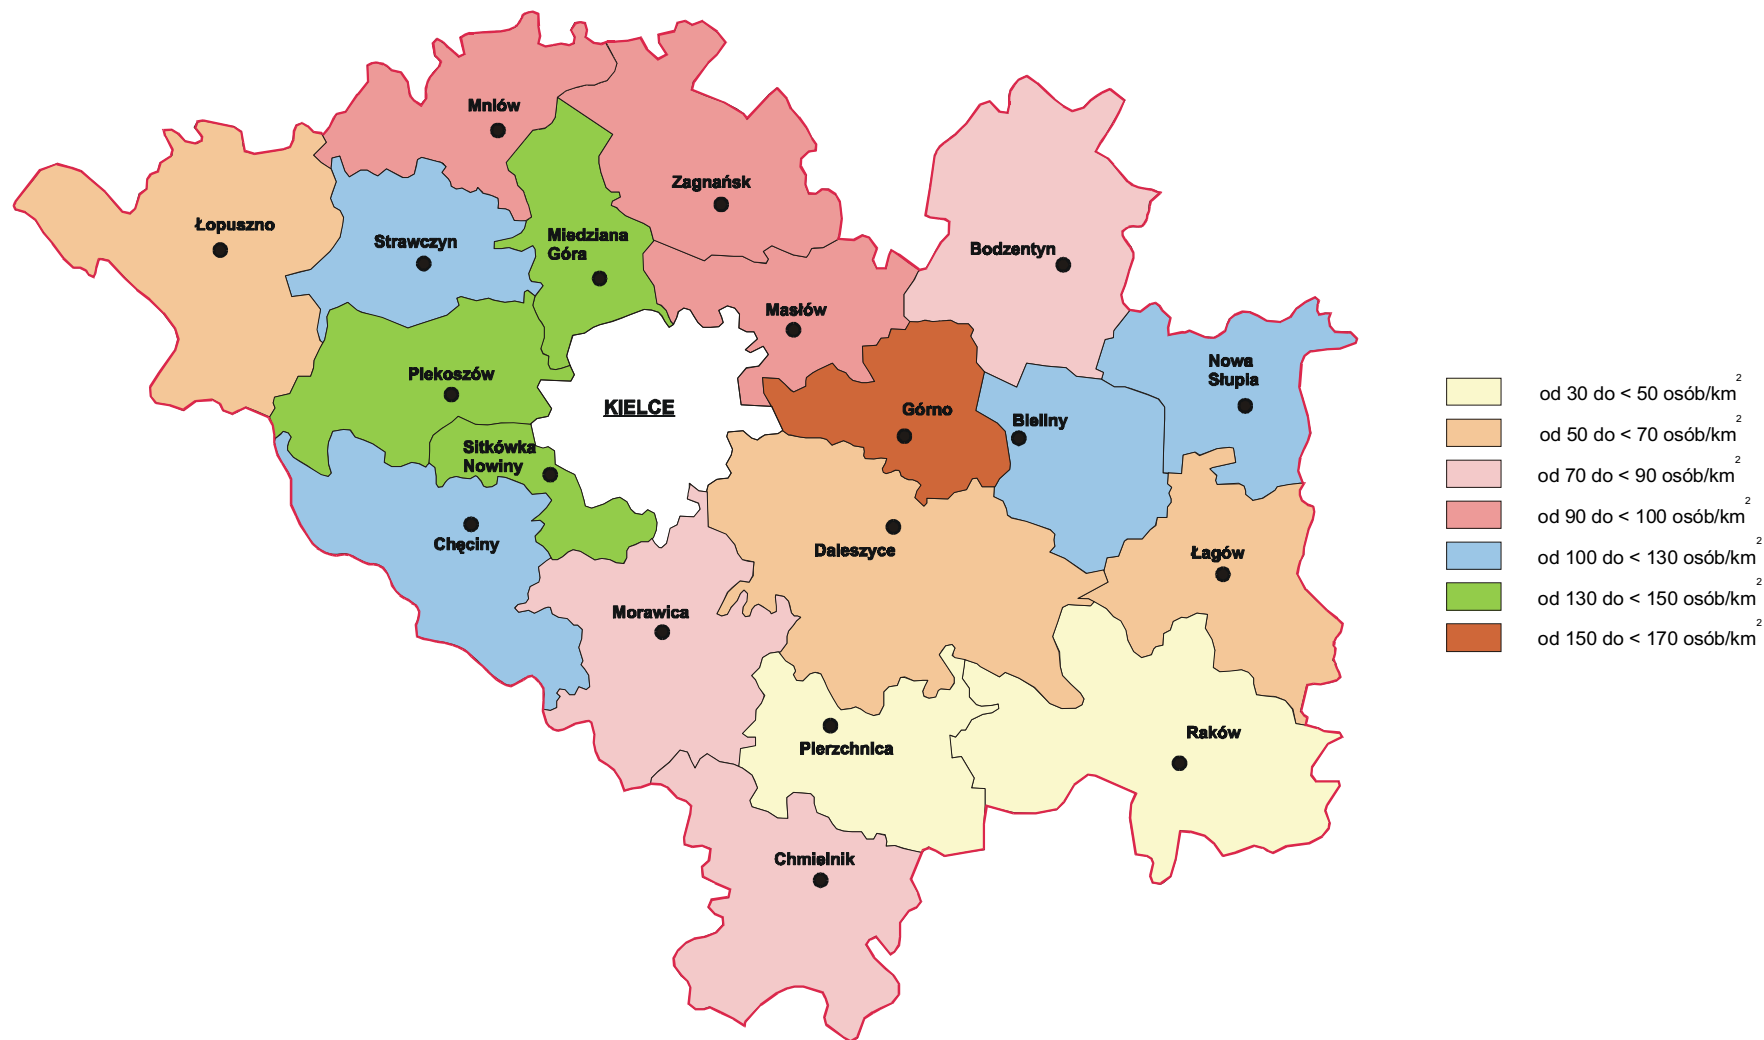 Mniów
Zagnańsk
Łopuszno
Strawczyn
Miedziana
Góra
Bodzentyn
Masłów
Nowa
Słupia
Piekoszów
KIELCE
Górno
Bieliny
Sitkówka
Nowiny
Chęciny
Daleszyce
Łagów
Morawica
Pierzchnica
Raków
Chmielnik
od 30 do < 50 osób/km²
od 50 do < 70 osób/km²
od 70 do < 90 osób/km²
od 90 do < 100 osób/km²
od 100 do < 130 osób/km²
od 130 do < 150 osób/km²
od 150 do < 170 osób/km²